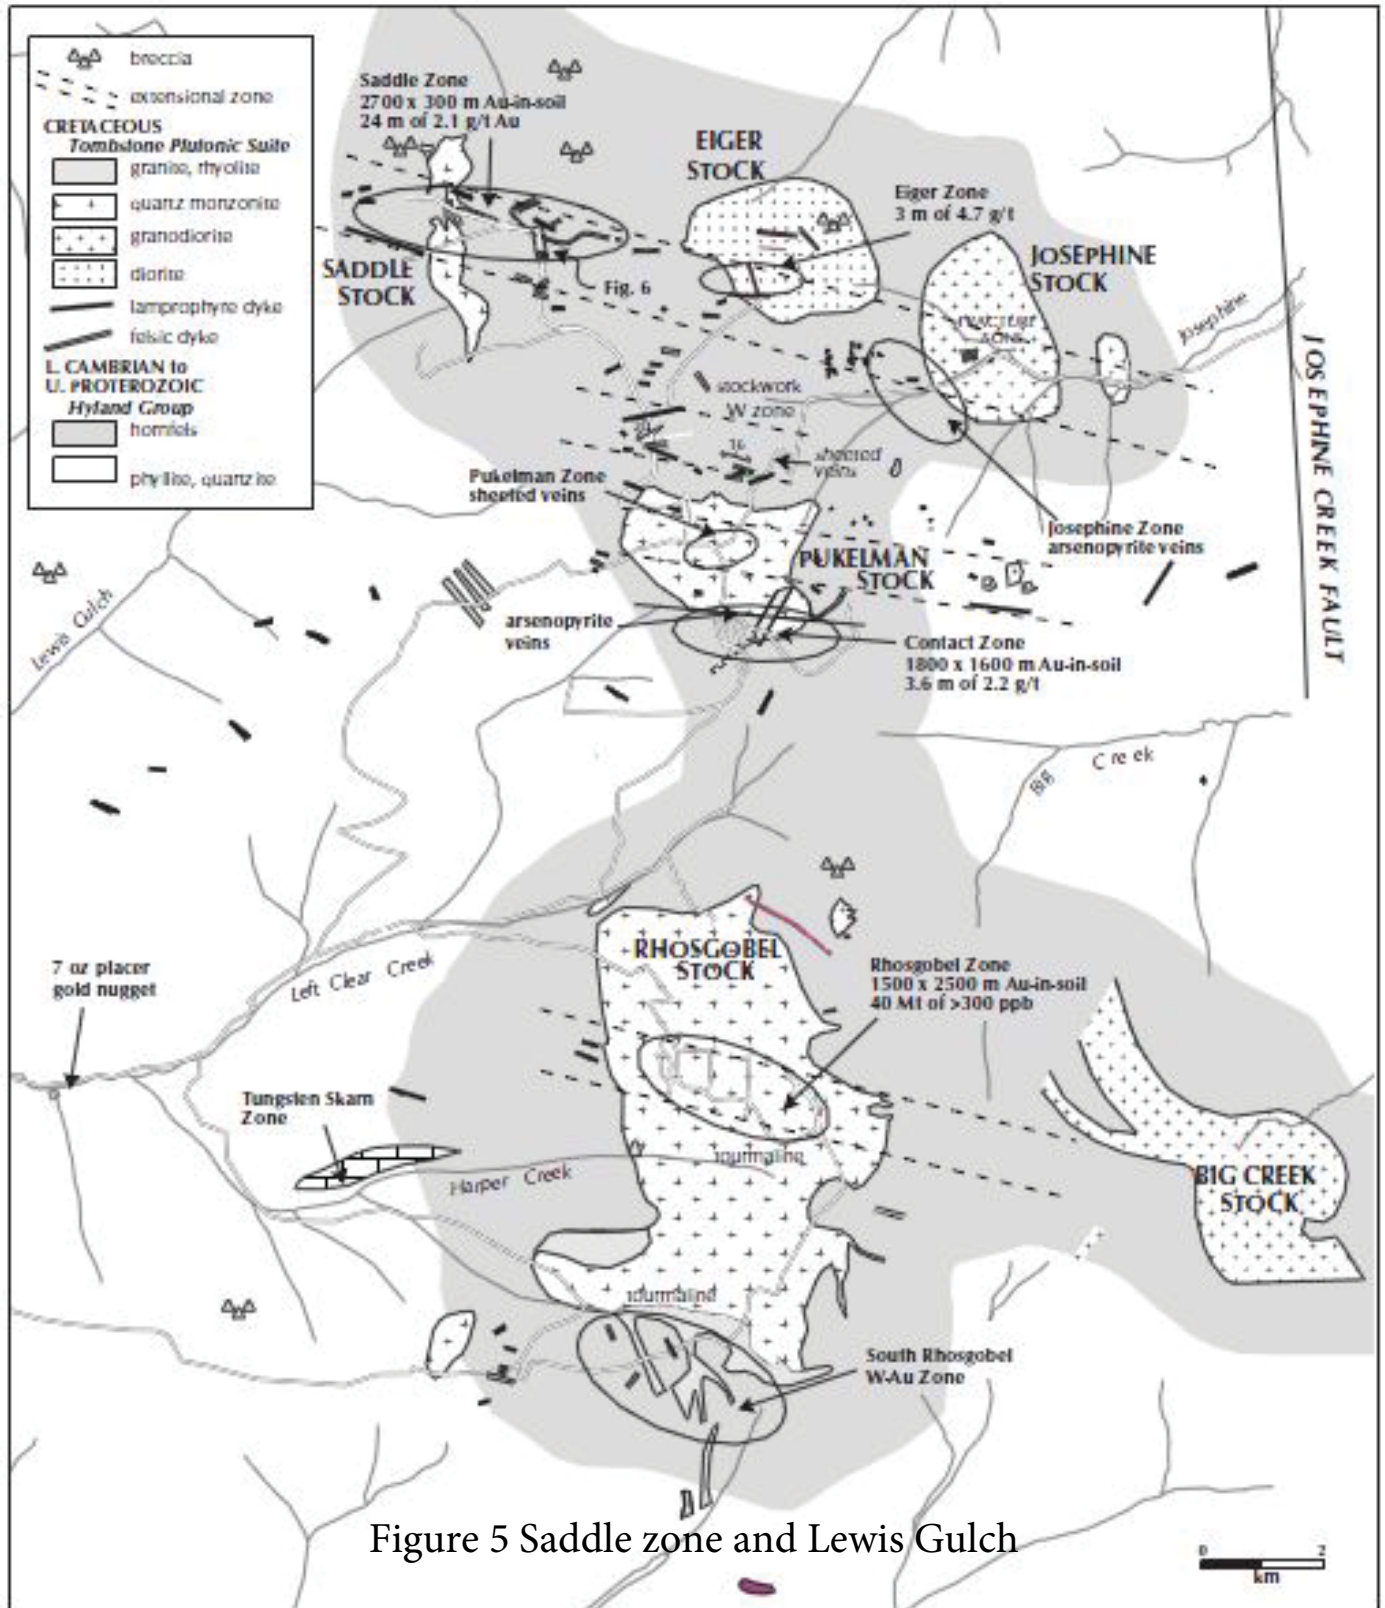 breccia
extensional zone
CRETACEOUS
Tombstone Plutonic Suite
granite, rhyolite
quartz monzonite
granodiorite
diorite
lamprophyre dyke
felsic dyke
L. CAMBRIAN to
U. PROTEROZOIC
Hyland Group
hornfels
phyllite, quartzite
Saddle Zone
2700 x 300 m Au-in-soil
24 m of 2.1 g/t Au
EIGER
STOCK
Eiger Zone
3 m of 4.7 g/t
JOSEPHINE
STOCK
SADDLE
STOCK
Fig. 6
Josephine
JOSEPHINE CREEK FAULT
stockwork
W zone
16
sheeted
veins
Pukelman Zone
sheeted veins
Josephine Zone
arsenopyrite veins
PUKELMAN
STOCK
Lewis Gulch
arsenopyrite
veins
Contact Zone
1800 x 1600 m Au-in-soil
3.6 m of 2.2 g/t
Big Creek
RHOSGOBEL
STOCK
7 oz placer
gold nugget
Left Clear Creek
Rhosgobel Zone
1500 x 2500 m Au-in-soil
40 Mt of >300 ppb
Tungsten Skarn
Zone
tourmaline
Harper Creek
BIG CREEK
STOCK
tourmaline
South Rhosgobel
W-Au Zone
Figure 5 Saddle zone and Lewis Gulch
0 2
km